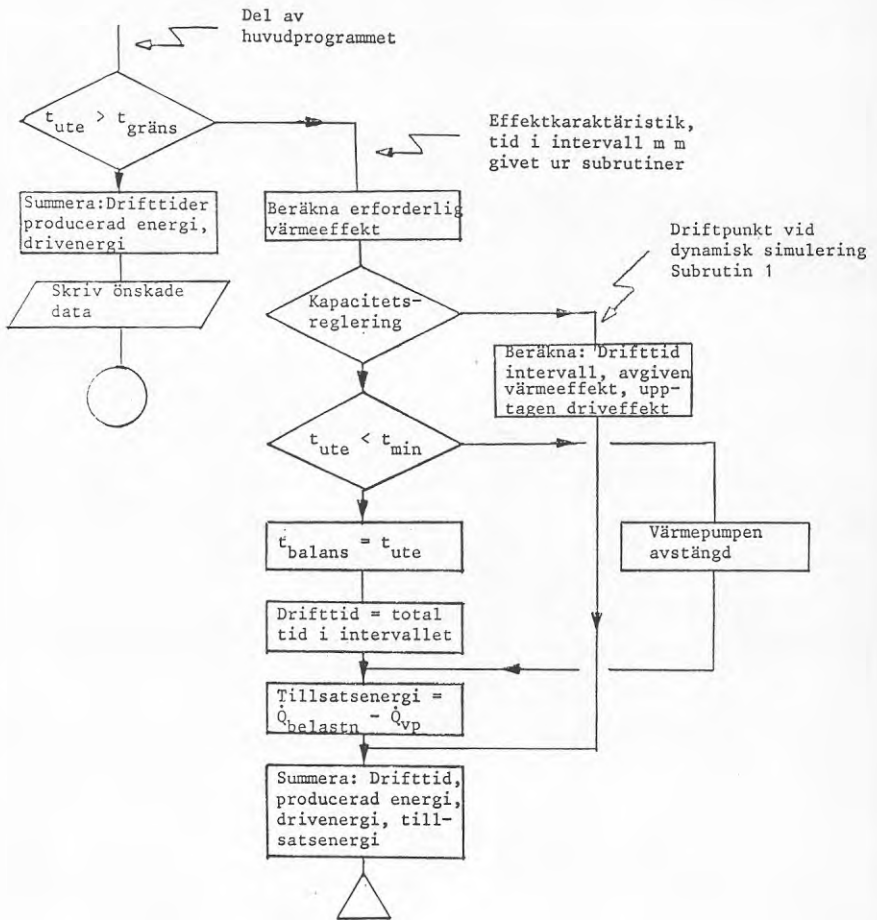 Del av
huvudprogrammet
t_ute > t_gräns
Effektkaraktäristik,
tid i intervall m m
givet ur subrutiner
Summera:Drifttider
producerad energi,
drivenergi
Beräkna erforderlig
värmeeffekt
Driftpunkt vid
dynamisk simulering
Subrutin 1
Skriv önskade
data
Kapacitets-
reglering
Beräkna: Drifttid
intervall, avgiven
värmeeffekt, upp-
tagen driveffekt
t_ute < t_min
t_balans = t_ute
Värmepumpen
avstängd
Drifttid = total
tid i intervallet
Tillsatsenergi =
Q̇_belastn - Q̇_vp
Summera: Drifttid,
producerad energi,
drivenergi, till-
satsenergi